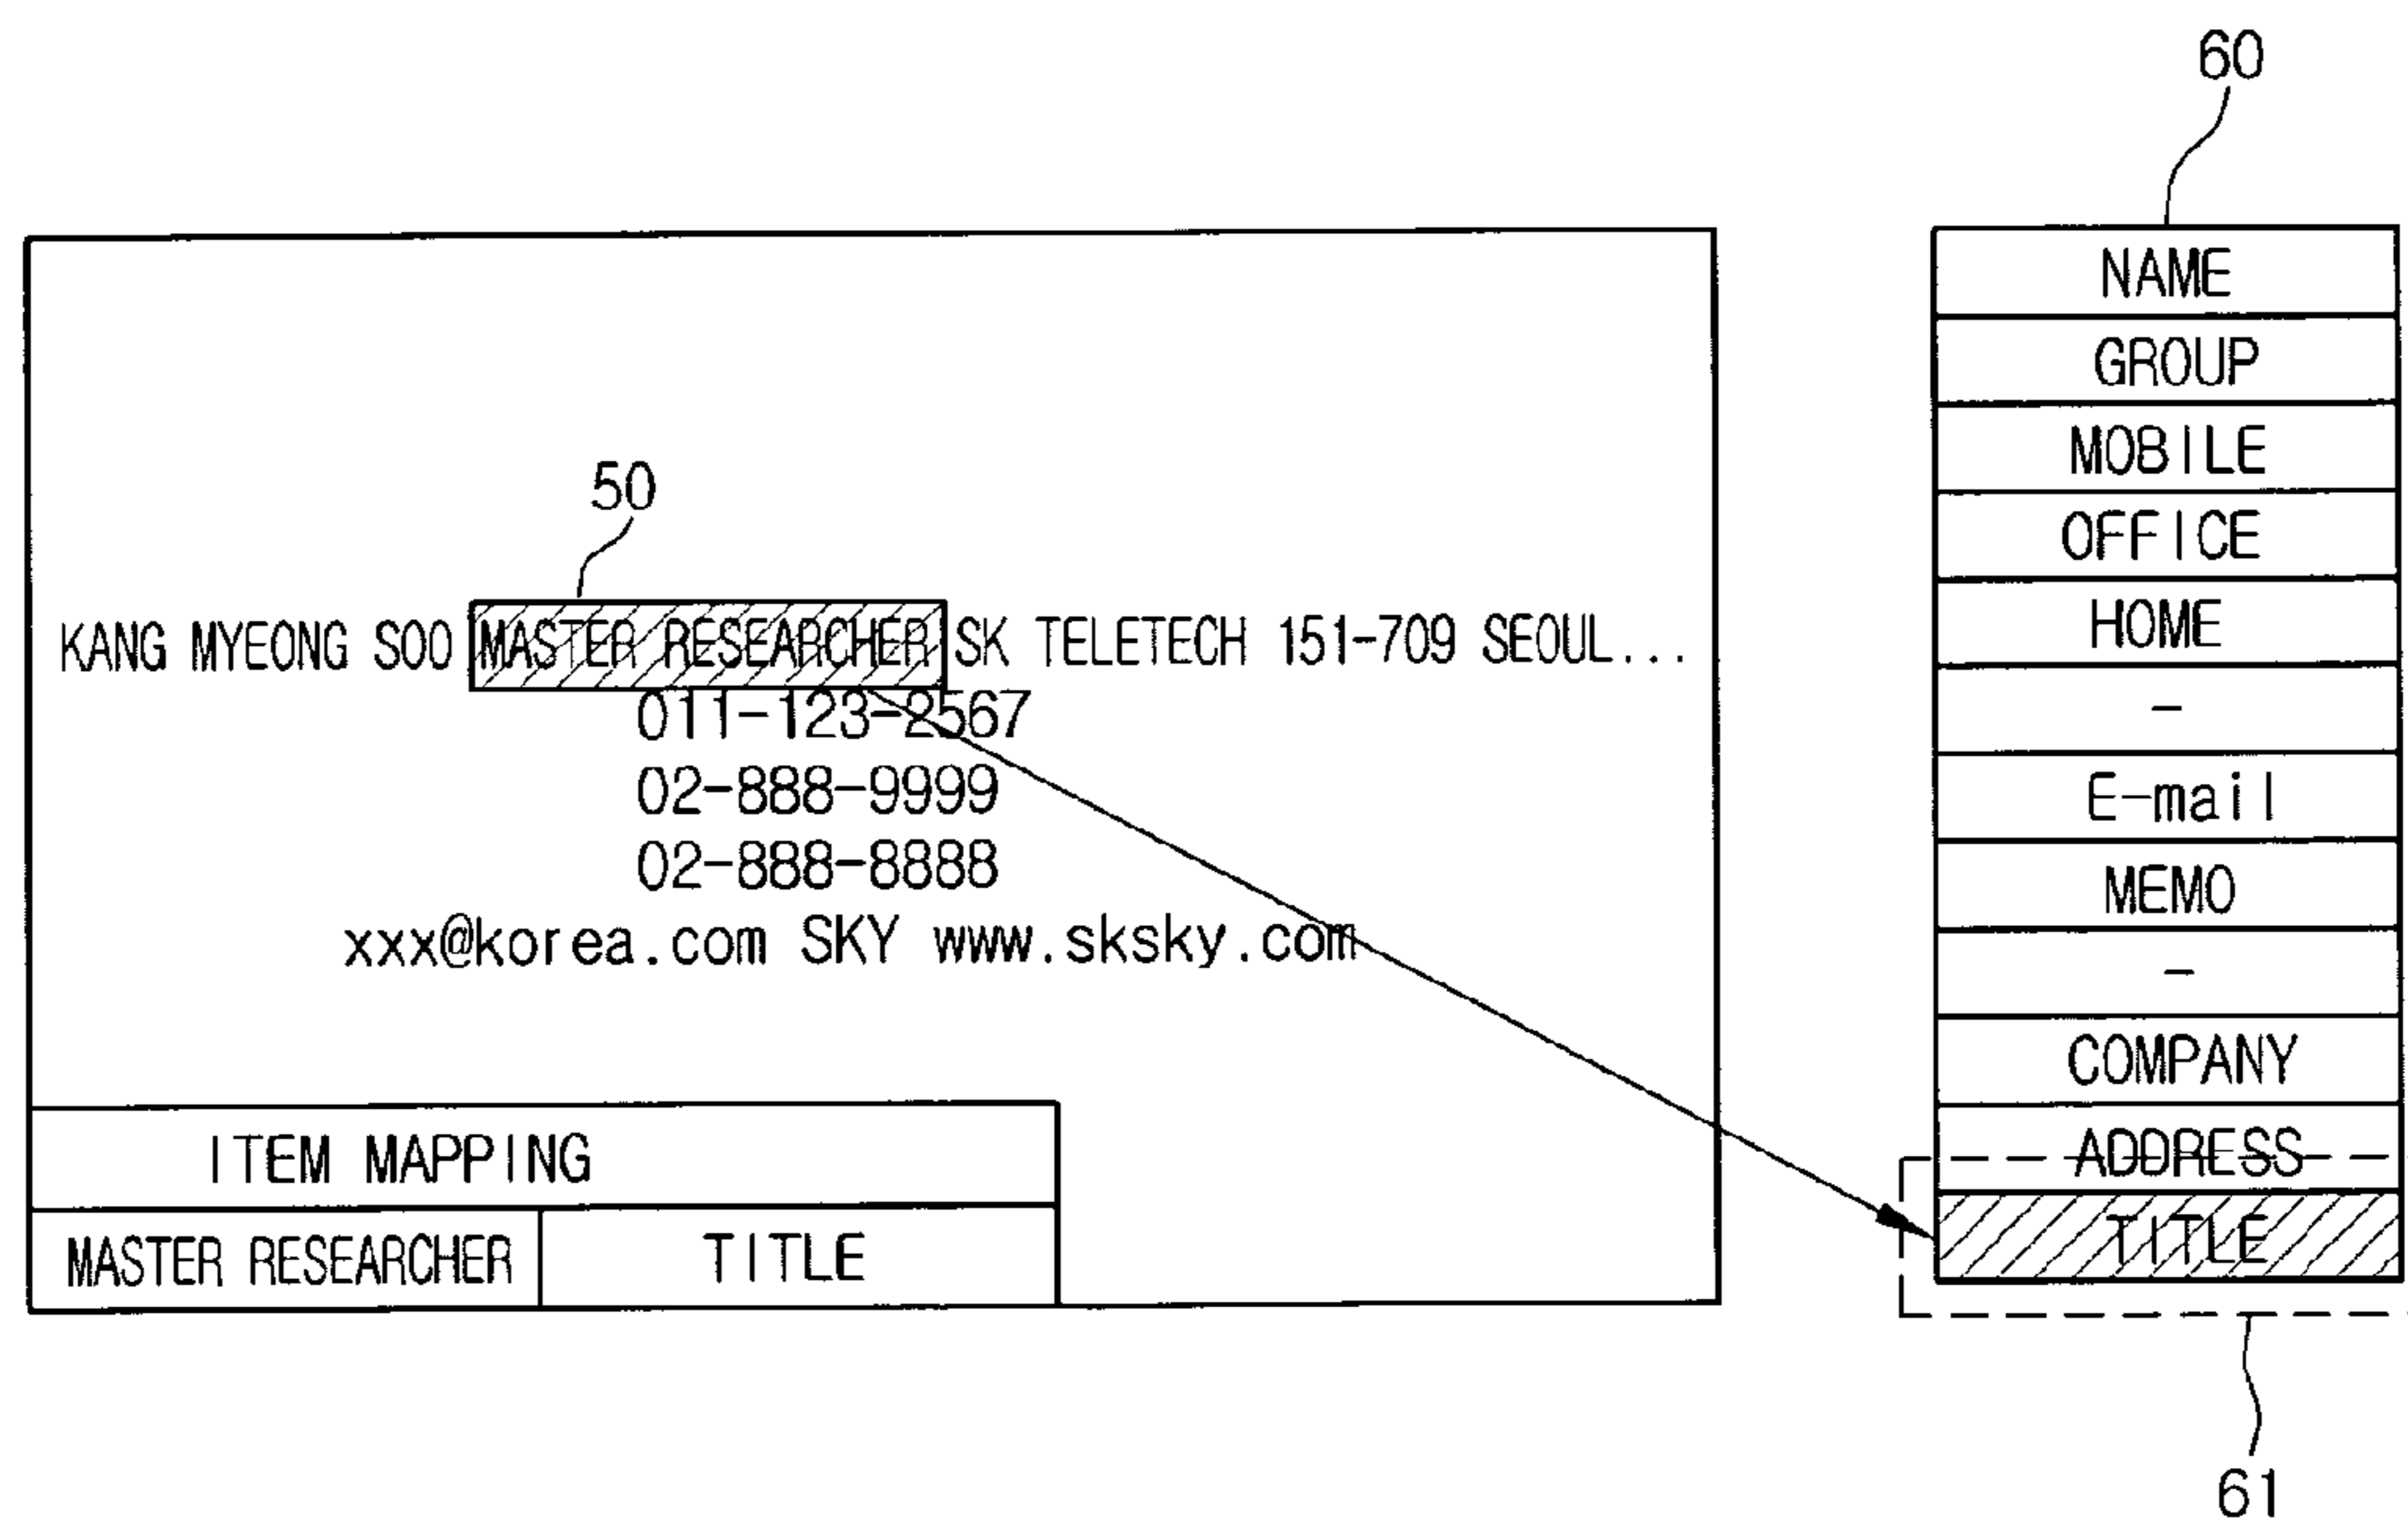 60
NAME
GROUP
MOBILE
OFFICE
HOME
-
E-mail
MEMO
-
COMPANY
ADDRESS
TITLE
61
50
KANG MYEONG SOO MASTER RESEARCHER SK TELETECH 151-709 SEOUL...
011-123-2567
02-888-9999
02-888-8888
xxx@korea.com SKY www.sksky.com
ITEM MAPPING
MASTER RESEARCHER TITLE